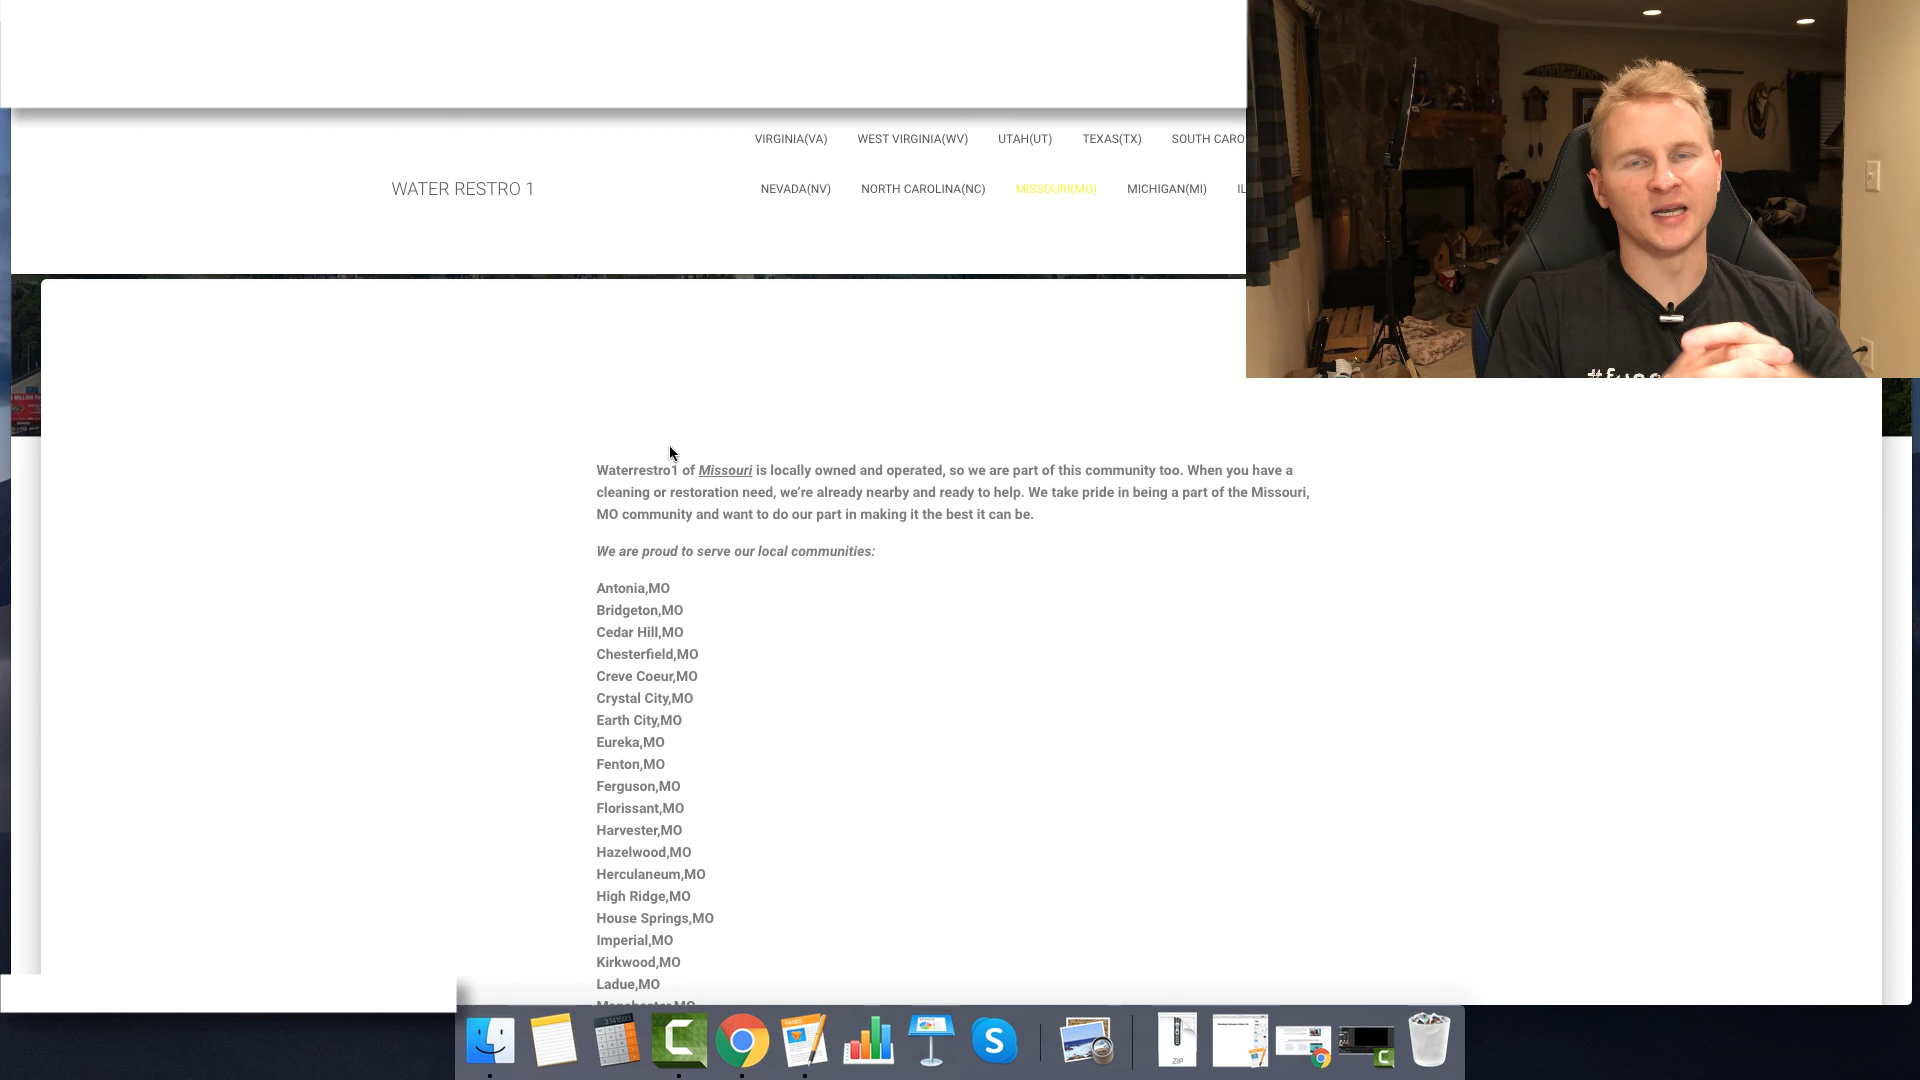 VIRGINIA(VA) WEST VIRGINIA(WV) UTAH(UT) TEXAS(TX) SOUTH CARO
WATER RESTRO 1
NEVADA(NV) NORTH CAROLINA(NC) MISSOURI(MO) MICHIGAN(MI) IL
Waterrestro1 of Missouri is locally owned and operated, so we are part of this community too. When you have a
cleaning or restoration need, we’re already nearby and ready to help. We take pride in being a part of the Missouri,
MO community and want to do our part in making it the best it can be.
We are proud to serve our local communities:
Antonia,MO
Bridgeton,MO
Cedar Hill,MO
Chesterfield,MO
Creve Coeur,MO
Crystal City,MO
Earth City,MO
Eureka,MO
Fenton,MO
Ferguson,MO
Florissant,MO
Harvester,MO
Hazelwood,MO
Herculaneum,MO
High Ridge,MO
House Springs,MO
Imperial,MO
Kirkwood,MO
Ladue,MO
Manchester,MO
ZIP